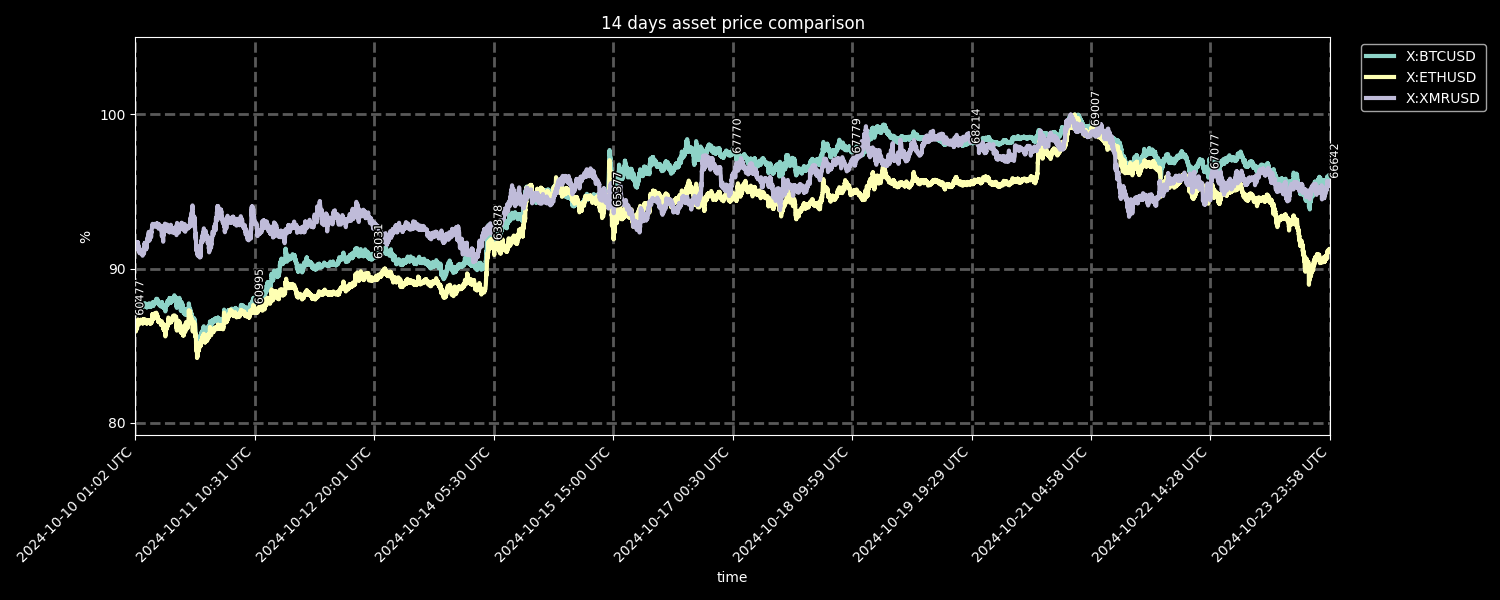 14 days asset price comparison
X:BTCUSD
X:ETHUSD
X:XMRUSD
100
90
80
%
60477
60995
63031
63878
65377
67770
67779
68214
69007
67077
66642
2024-10-10 01:02 UTC
2024-10-11 10:31 UTC
2024-10-12 20:01 UTC
2024-10-14 05:30 UTC
2024-10-15 15:00 UTC
2024-10-17 00:30 UTC
2024-10-18 09:59 UTC
2024-10-19 19:29 UTC
2024-10-21 04:58 UTC
2024-10-22 14:28 UTC
2024-10-23 23:58 UTC
time